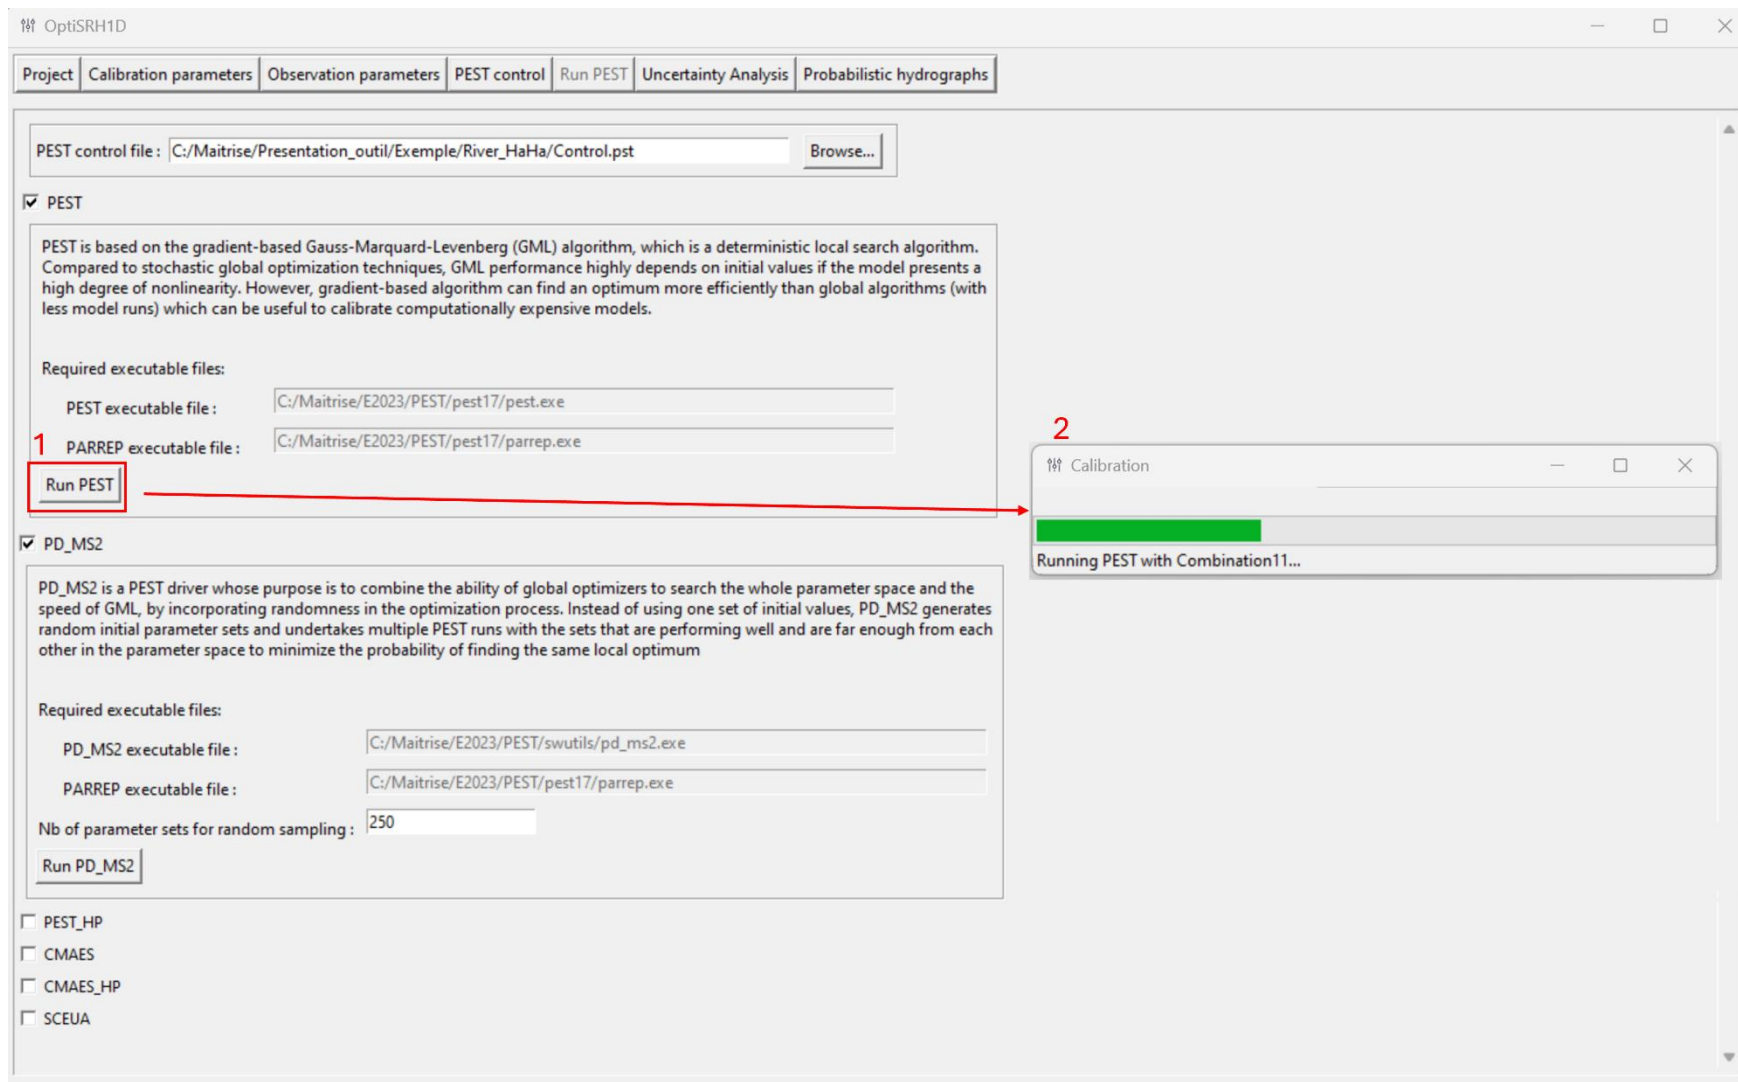 OptiSRH1D
Project Calibration parameters Observation parameters PEST control Run PEST Uncertainty Analysis Probabilistic hydrographs
PEST control file : C:/Maitrise/Presentation_outil/Exemple/River_HaHa/Control.pst Browse...
PEST
PEST is based on the gradient-based Gauss-Marquard-Levenberg (GML) algorithm, which is a deterministic local search algorithm.
Compared to stochastic global optimization techniques, GML performance highly depends on initial values if the model presents a
high degree of nonlinearity. However, gradient-based algorithm can find an optimum more efficiently than global algorithms (with
less model runs) which can be useful to calibrate computationally expensive models.
Required executable files:
PEST executable file : C:/Maitrise/E2023/PEST/pest17/pest.exe
PARREP executable file : C:/Maitrise/E2023/PEST/pest17/parrep.exe
1
Run PEST
2
Calibration
Running PEST with Combination11...
PD_MS2
PD_MS2 is a PEST driver whose purpose is to combine the ability of global optimizers to search the whole parameter space and the
speed of GML, by incorporating randomness in the optimization process. Instead of using one set of initial values, PD_MS2 generates
random initial parameter sets and undertakes multiple PEST runs with the sets that are performing well and are far enough from each
other in the parameter space to minimize the probability of finding the same local optimum
Required executable files:
PD_MS2 executable file : C:/Maitrise/E2023/PEST/swutils/pd_ms2.exe
PARREP executable file : C:/Maitrise/E2023/PEST/pest17/parrep.exe
Nb of parameter sets for random sampling : 250
Run PD_MS2
PEST_HP
CMAES
CMAES_HP
SCEUA